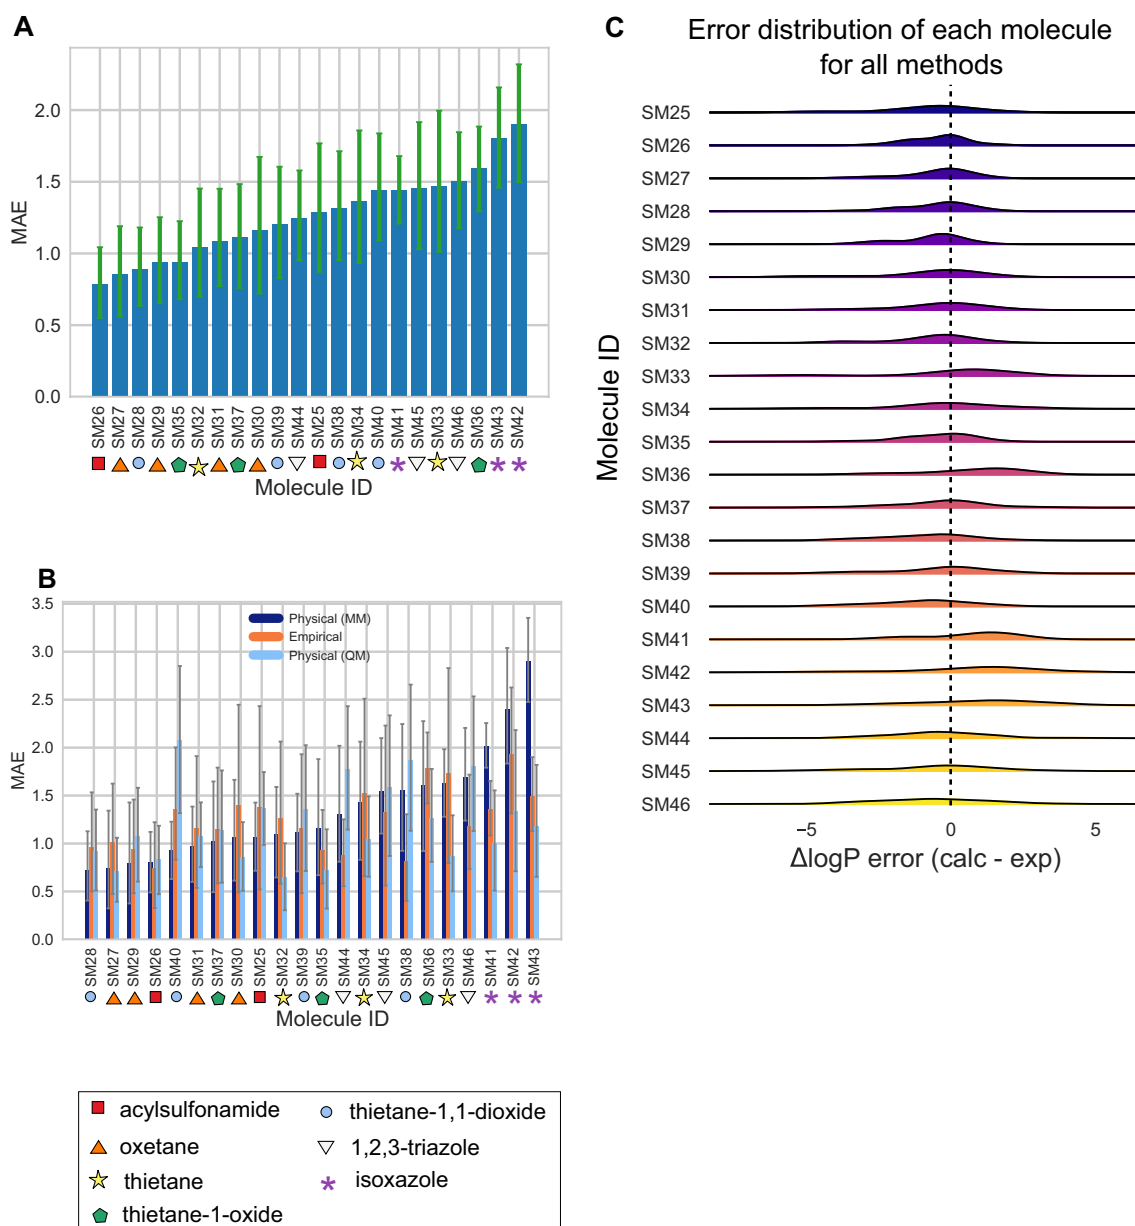 A
MAE
2.0
1.5
1.0
0.5
0.0
SM26 SM27 SM28 SM29 SM35 SM32 SM31 SM37 SM30 SM39 SM44 SM25 SM38 SM34 SM40 SM41 SM45 SM33 SM46 SM36 SM43 SM42
Molecule ID
B
MAE
3.5
3.0
2.5
2.0
1.5
1.0
0.5
0.0
Physical (MM)
Empirical
Physical (QM)
SM28 SM27 SM29 SM26 SM40 SM31 SM37 SM30 SM25 SM32 SM39 SM35 SM44 SM34 SM45 SM38 SM36 SM33 SM46 SM41 SM42 SM43
Molecule ID
acylsulfonamide
oxetane
thietane
thietane-1-oxide
thietane-1,1-dioxide
1,2,3-triazole
isoxazole
C
Error distribution of each molecule
for all methods
Molecule ID
SM25
SM26
SM27
SM28
SM29
SM30
SM31
SM32
SM33
SM34
SM35
SM36
SM37
SM38
SM39
SM40
SM41
SM42
SM43
SM44
SM45
SM46
−5 0 5
ΔlogP error (calc - exp)